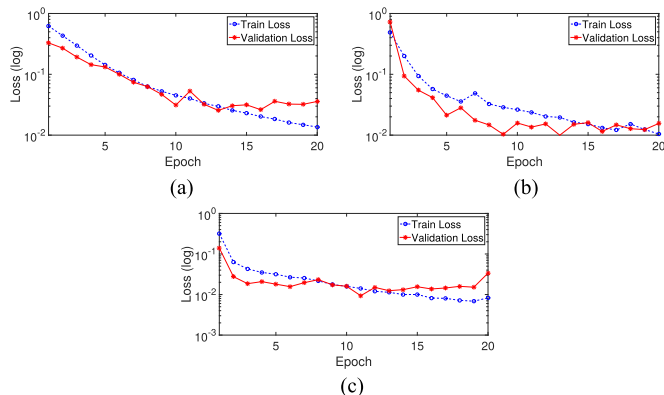 10^0
10^-1
10^-2
Loss (log)
Train Loss
Validation Loss
5
10
15
20
Epoch
(a)
10^0
10^-1
10^-2
Loss (log)
Train Loss
Validation Loss
5
10
15
20
Epoch
(b)
10^0
10^-1
10^-2
10^-3
Loss (log)
Train Loss
Validation Loss
5
10
15
20
Epoch
(c)